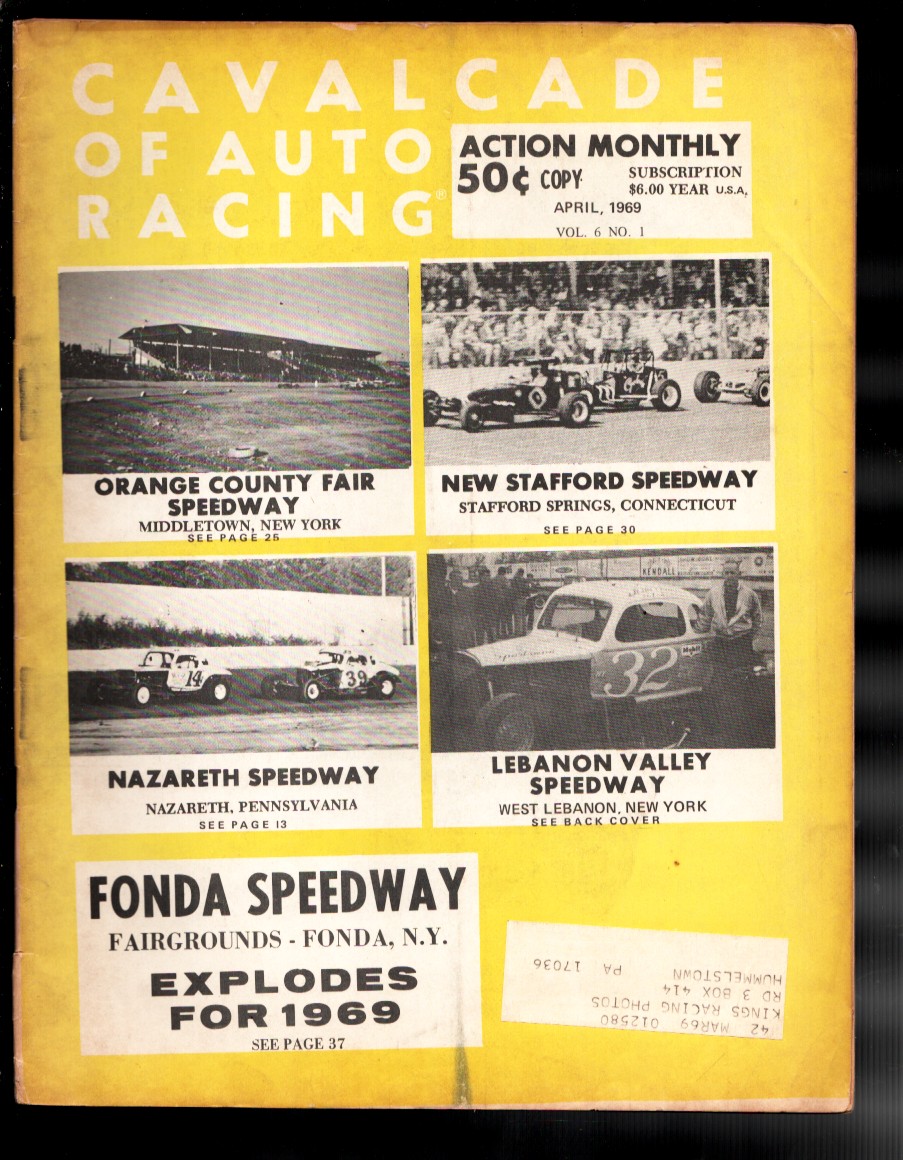 CAVALCADE
OF AUTO
RACING®
ACTION MONTHLY
50¢ COPY
SUBSCRIPTION
$6.00 YEAR U.S.A.
APRIL, 1969
VOL. 6 NO. 1
ORANGE COUNTY FAIR
SPEEDWAY
MIDDLETOWN, NEW YORK
SEE PAGE 25
NEW STAFFORD SPEEDWAY
STAFFORD SPRINGS, CONNECTICUT
SEE PAGE 30
14
39
NAZARETH SPEEDWAY
NAZARETH, PENNSYLVANIA
SEE PAGE 13
KENDALL
Mobil
32
LEBANON VALLEY
SPEEDWAY
WEST LEBANON, NEW YORK
SEE BACK COVER
FONDA SPEEDWAY
FAIRGROUNDS - FONDA, N.Y.
EXPLODES
FOR 1969
SEE PAGE 37
42 MAR69 012580
KINGS RACING PHOTOS
RD 3 BOX 414
HUMMELSTOWN PA 17036